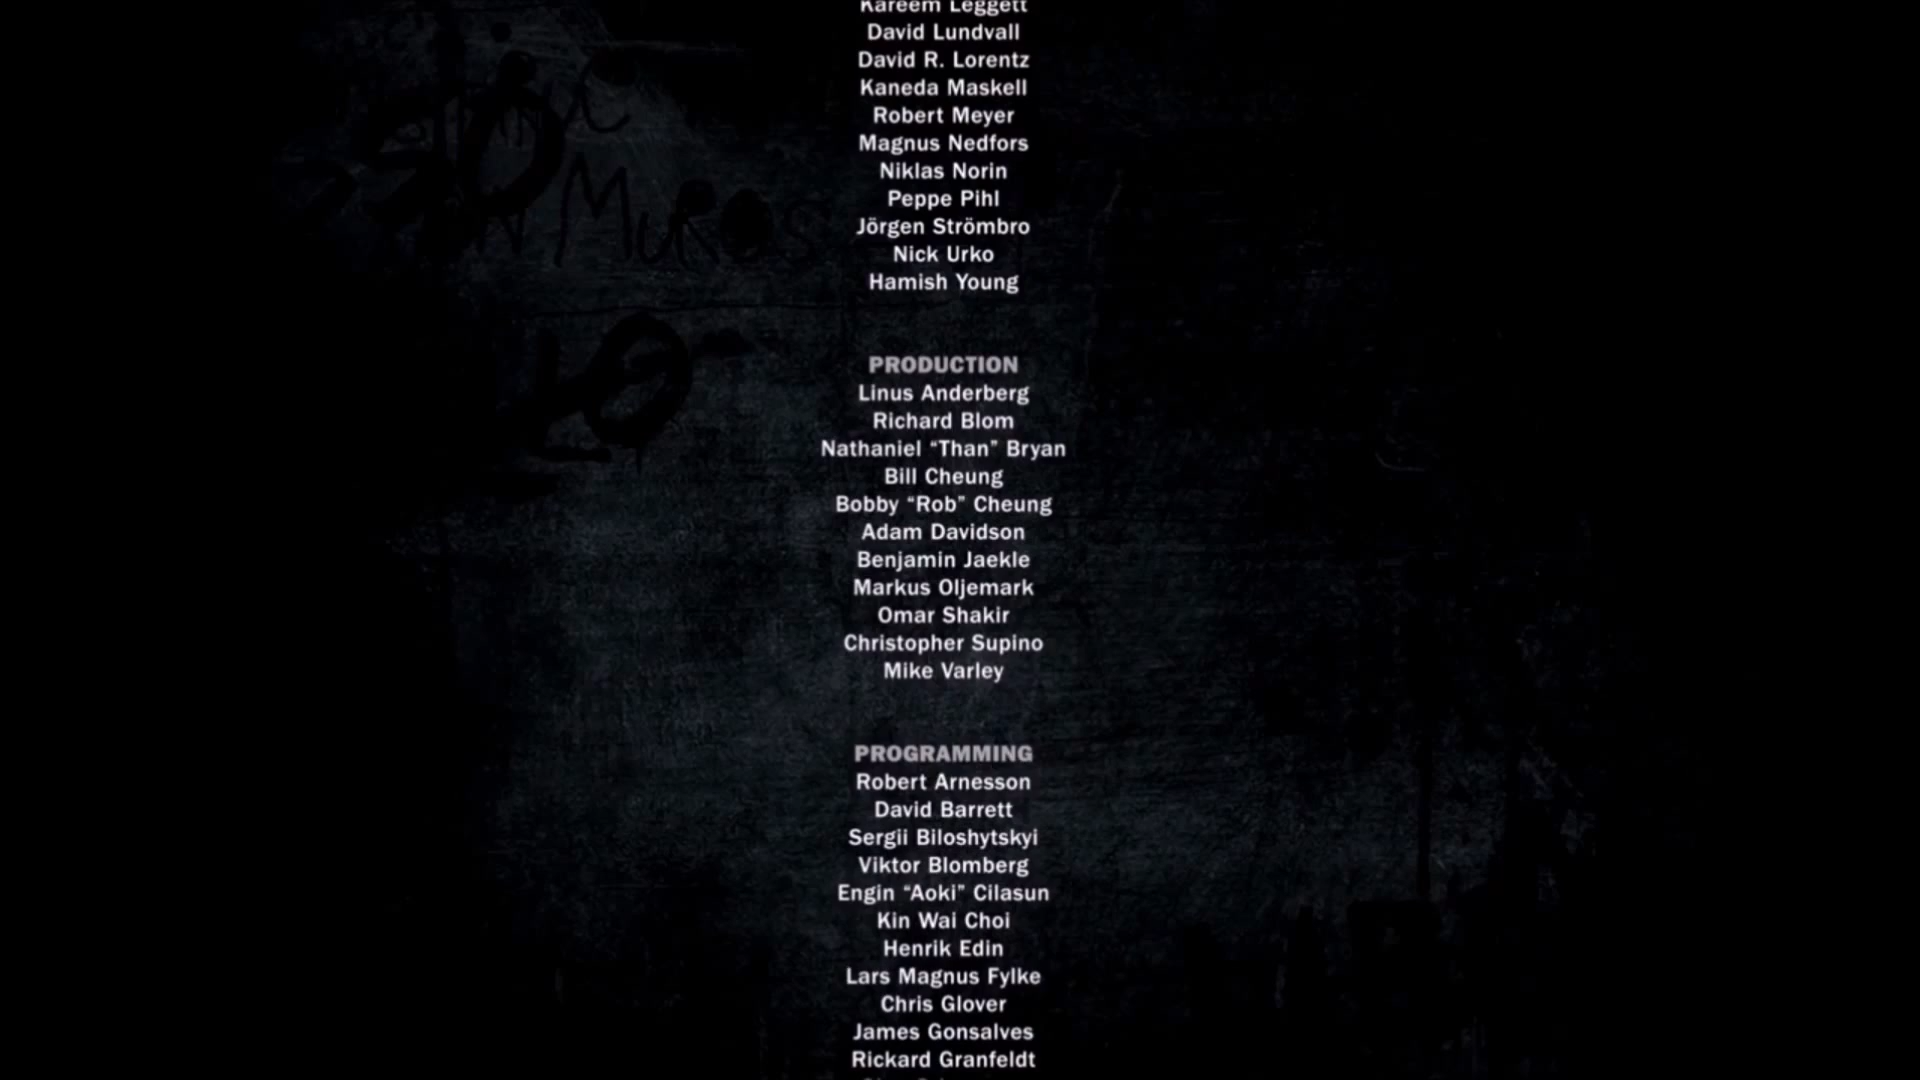 Kareem Leggett
David Lundvall
David R. Lorentz
Kaneda Maskell
Robert Meyer
Magnus Nedfors
Niklas Norin
Peppe Pihl
Jörgen Strömbro
Nick Urko
Hamish Young
PRODUCTION
Linus Anderberg
Richard Blom
Nathaniel “Than” Bryan
Bill Cheung
Bobby “Rob” Cheung
Adam Davidson
Benjamin Jaekle
Markus Oljemark
Omar Shakir
Christopher Supino
Mike Varley
PROGRAMMING
Robert Arnesson
David Barrett
Sergii Biloshytskyi
Viktor Blomberg
Engin “Aoki” Cilasun
Kin Wai Choi
Henrik Edin
Lars Magnus Fylke
Chris Glover
James Gonsalves
Rickard Granfeldt